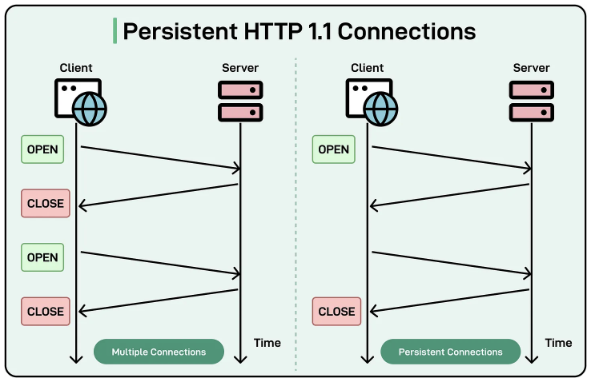 Persistent HTTP 1.1 Connections
Client
Server
OPEN
CLOSE
OPEN
CLOSE
Multiple Connections
Time
Client
Server
OPEN
CLOSE
Persistent Connections
Time